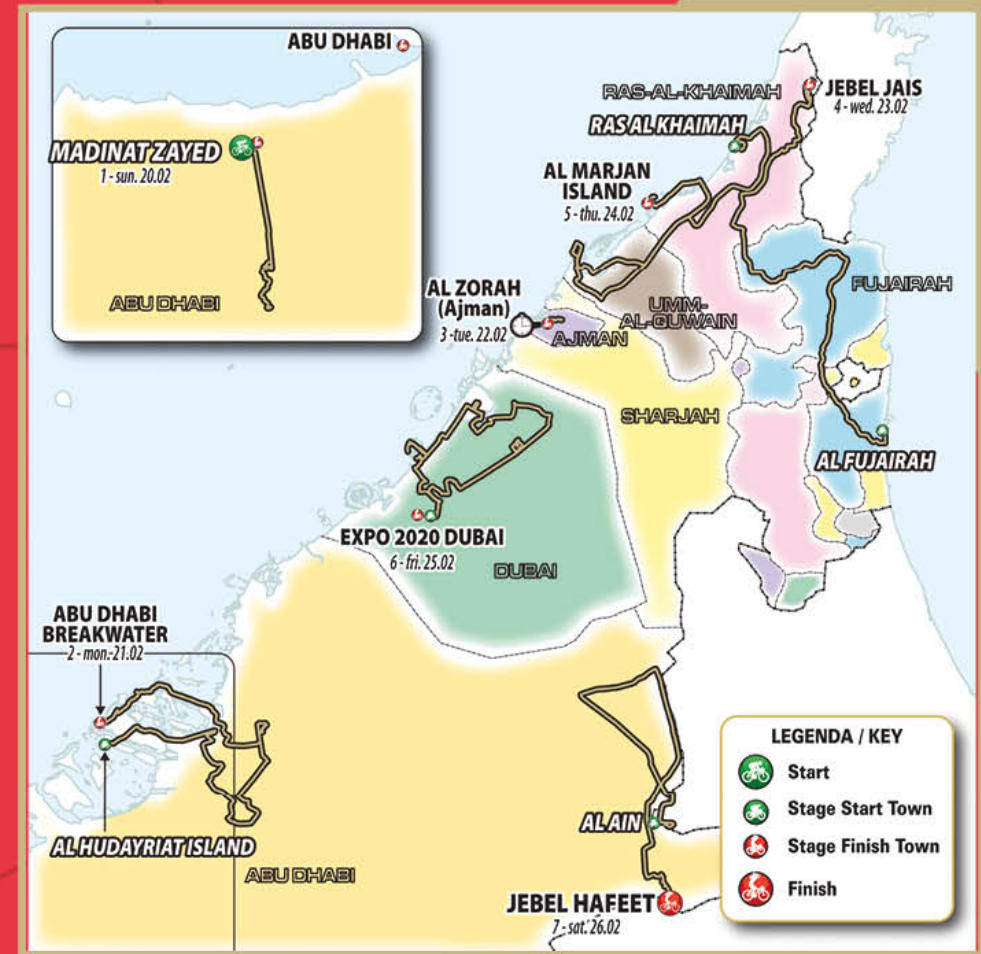 ABU DHABI
MADINAT ZAYED
1 - sun. 20.02
ABU DHABI
RAS-AL-KHAIMAH
JEBEL JAIS
4 - wed. 23.02
RAS AL KHAIMAH
AL MARJAN
ISLAND
5 - thu. 24.02
FUJAIRAH
AL ZORAH
(Ajman)
3 -tue. 22.02
UMM-
AL-QUWAIN
AJMAN
SHARJAH
AL FUJAIRAH
EXPO 2020 DUBAI
6 - fri. 25.02
DUBAI
ABU DHABI
BREAKWATER
2 - mon.-21.02
AL HUDAYRIAT ISLAND
ABU DHABI
AL AIN
JEBEL HAFEET
7 - sat. 26.02
LEGENDA / KEY
Start
Stage Start Town
Stage Finish Town
Finish